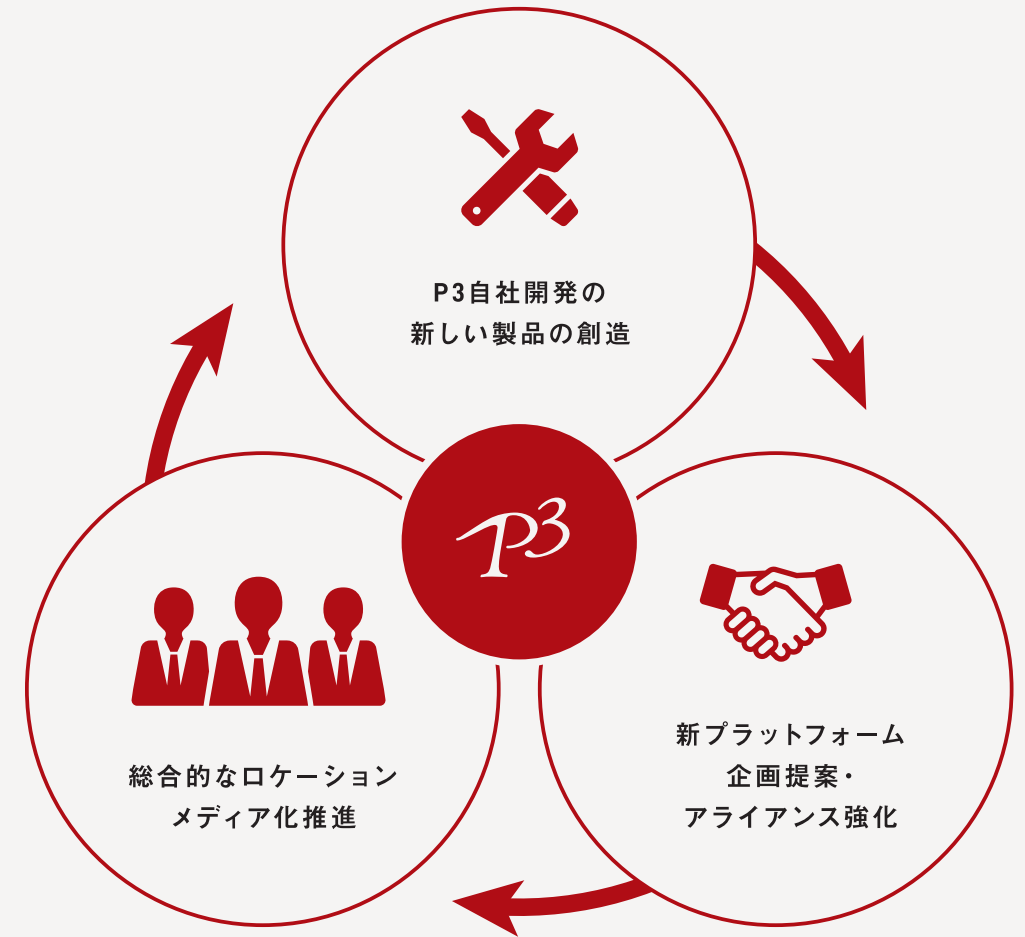 P3自社開発の
新しい製品の創造
P3
総合的なロケーション
メディア化推進
新プラットフォーム
企画提案・
アライアンス強化